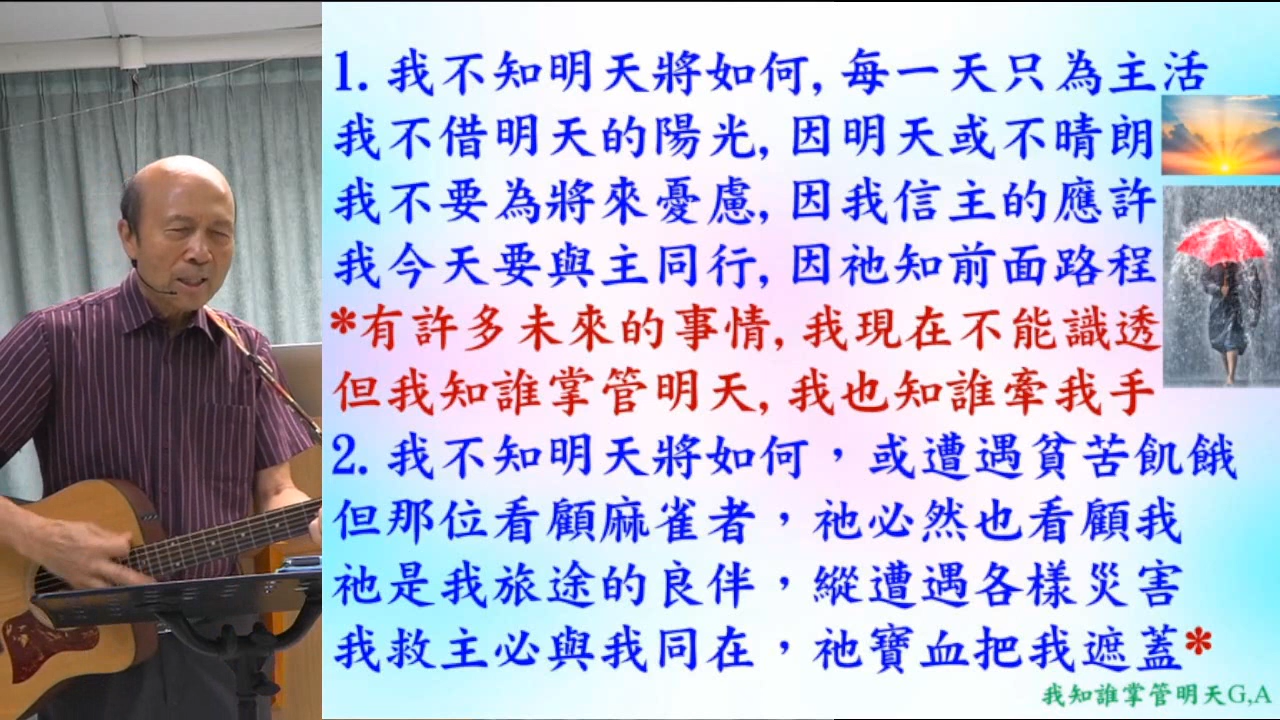 1.我不知明天將如何,每一天只為主活
我不借明天的陽光,因明天或不晴朗
我不要為將來憂慮,因我信主的應許
我今天要與主同行,因祂知前面路程
*有許多未來的事情,我現在不能識透
但我知誰掌管明天,我也知誰牽我手
2.我不知明天將如何，或遭遇貧苦飢餓
但那位看顧麻雀者，祂必然也看顧我
祂是我旅途的良伴，縱遭遇各樣災害
我救主必與我同在，祂寶血把我遮蓋*
我知誰掌管明天G,A